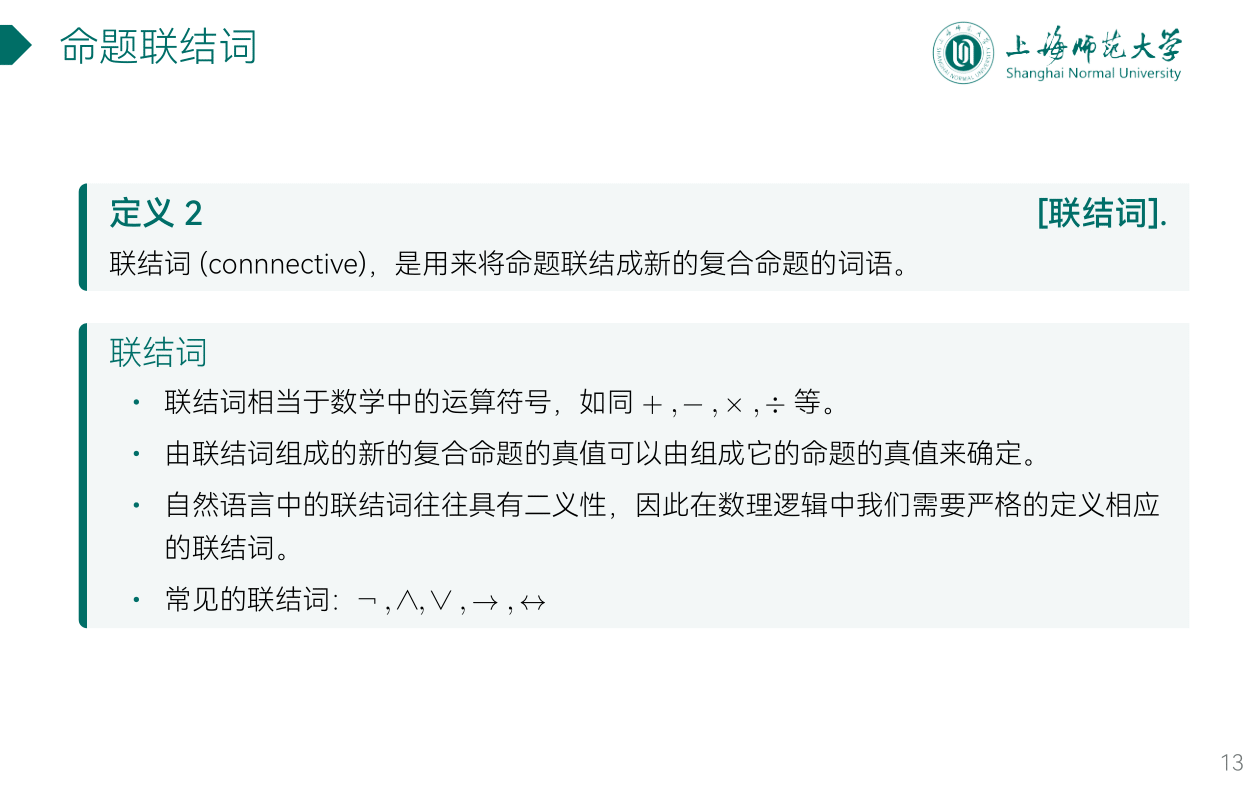 命题联结词
上海师范大学
Shanghai Normal University
定义 2 [联结词].
联结词 (connnective)，是用来将命题联结成新的复合命题的词语。
联结词
• 联结词相当于数学中的运算符号，如同 + , − , × , ÷ 等。
• 由联结词组成的新的复合命题的真值可以由组成它的命题的真值来确定。
• 自然语言中的联结词往往具有二义性，因此在数理逻辑中我们需要严格的定义相应
的联结词。
• 常见的联结词：¬ , ∧, ∨ , → , ↔
13